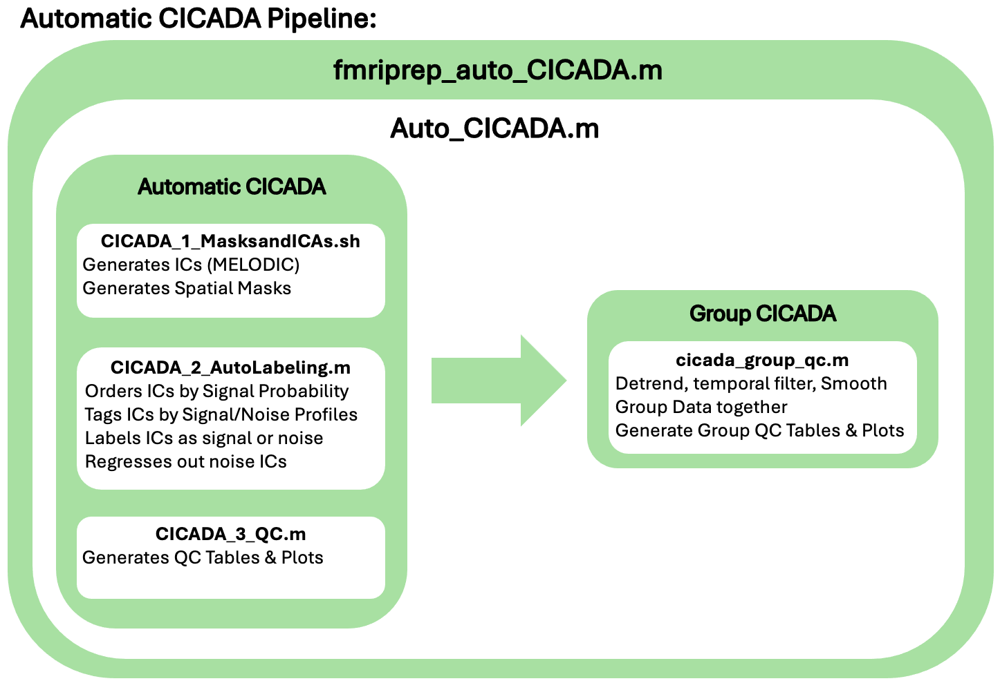 Automatic CICADA Pipeline:
fmriprep_auto_CICADA.m
Auto_CICADA.m
Automatic CICADA
CICADA_1_MasksandICAs.sh
Generates ICs (MELODIC)
Generates Spatial Masks
CICADA_2_AutoLabeling.m
Orders ICs by Signal Probability
Tags ICs by Signal/Noise Profiles
Labels ICs as signal or noise
Regresses out noise ICs
CICADA_3_QC.m
Generates QC Tables & Plots
Group CICADA
cicada_group_qc.m
Detrend, temporal filter, Smooth
Group Data together
Generate Group QC Tables & Plots